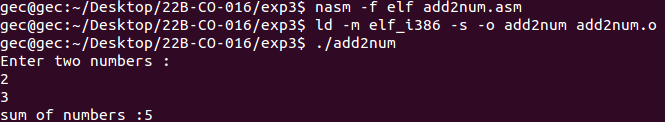 gec@gec:~/Desktop/22B-CO-016/exp3$ nasm -f elf add2num.asm
gec@gec:~/Desktop/22B-CO-016/exp3$ ld -m elf_i386 -s -o add2num add2num.o
gec@gec:~/Desktop/22B-CO-016/exp3$ ./add2num
Enter two numbers :
2
3
sum of numbers :5